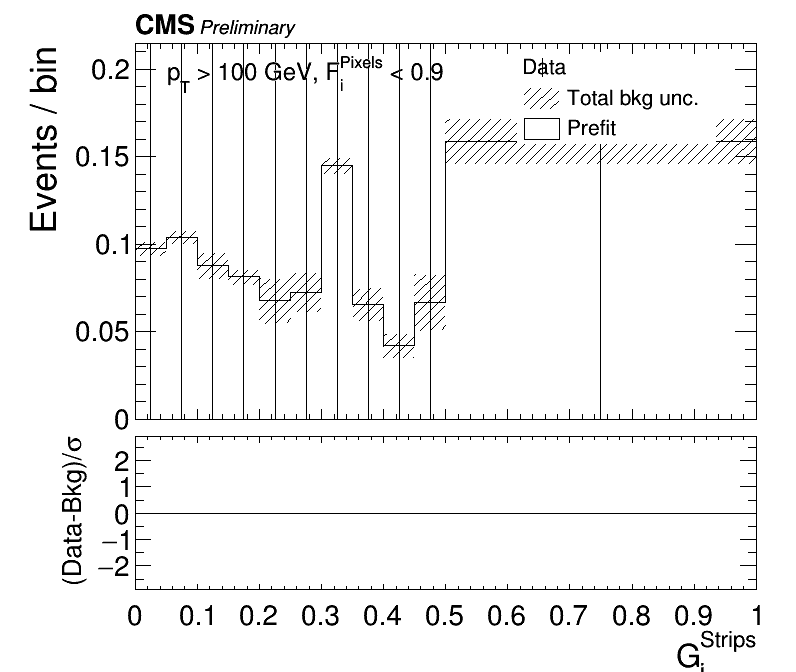 CMS Preliminary
p_T > 100 GeV, F_i^Pixels < 0.9
Data
Total bkg unc.
Prefit
Events / bin
0.2
0.15
0.1
0.05
0
(Data-Bkg)/σ
2
1
0
−1
−2
0 0.1 0.2 0.3 0.4 0.5 0.6 0.7 0.8 0.9 1
G_i^Strips